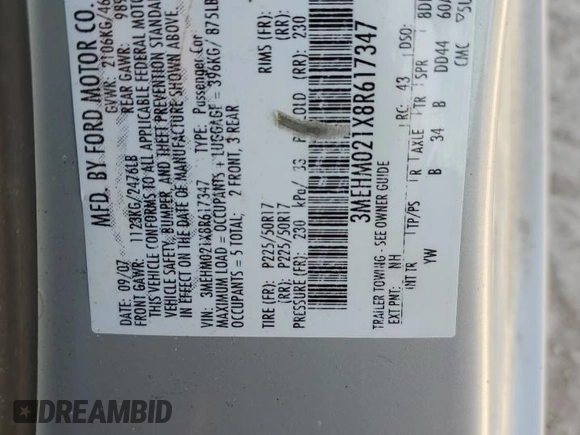 MFD. BY FORD MOTOR CO.
DATE: 09/07 GVWR: 2106KG/46
FRONT GAWR: 1123KG/2476LB REAR GAWR: 989
THIS VEHICLE CONFORMS TO ALL APPLICABLE FEDERAL MOTOR
VEHICLE SAFETY, BUMPER, AND THEFT PREVENTION STANDARD
IN EFFECT ON THE DATE OF MANUFACTURE SHOWN ABOVE.
VIN: 3MEHM021X8R617347 TYPE: Passenger Car
MAXIMUM LOAD = OCCUPANTS + LUGGAGE = 396KG/ 875LB
OCCUPANTS = 5 TOTAL: 2 FRONT, 3 REAR
TIRE (FR): P225/50R17 RIMS (FR)
(RR): P225/50R17 (RR)
PRESSURE (FR): 230 kPa/ 33 P OLD (RR): 230
3MEHM021X8R617347
TRAILER TOWING - SEE OWNER GUIDE
EXT PNT: NH RC: 43 DSO:
INT TR TP/PS R AXLE TR SPR
YW B 34 B DD44
CMC
DREAMBID